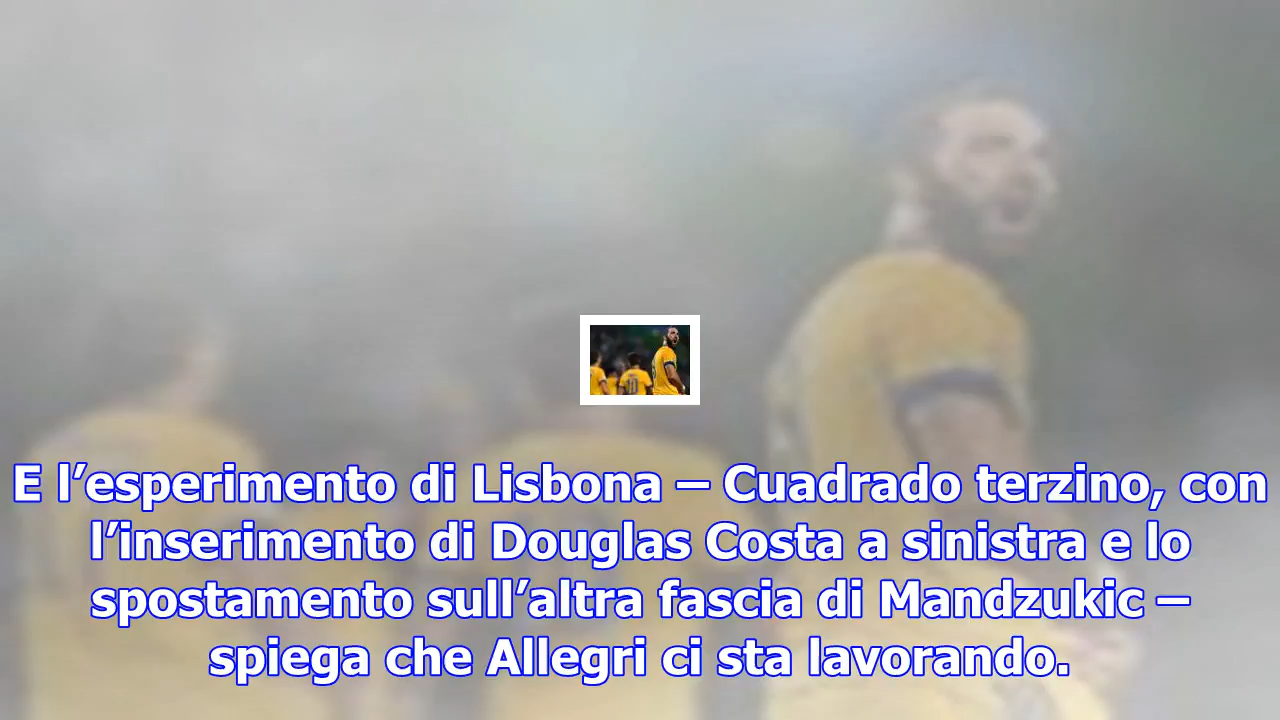 E l’esperimento di Lisbona – Cuadrado terzino, con
l’inserimento di Douglas Costa a sinistra e lo
spostamento sull’altra fascia di Mandzukic –
spiega che Allegri ci sta lavorando.